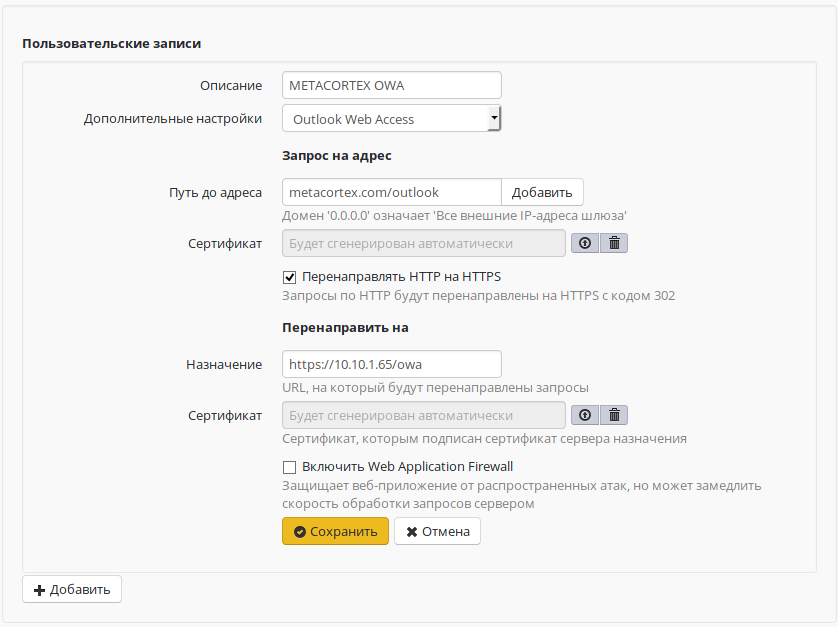 Пользовательские записи
Описание METACORTEX OWA
Дополнительные настройки Outlook Web Access
Запрос на адрес
Путь до адреса metacortex.com/outlook Добавить
Домен '0.0.0.0' означает 'Все внешние IP-адреса шлюза'
Сертификат Будет сгенерирован автоматически
Перенаправлять HTTP на HTTPS
Запросы по HTTP будут перенаправлены на HTTPS с кодом 302
Перенаправить на
Назначение https://10.10.1.65/owa
URL, на который будут перенаправлены запросы
Сертификат Будет сгенерирован автоматически
Сертификат, которым подписан сертификат сервера назначения
Включить Web Application Firewall
Защищает веб-приложение от распространенных атак, но может замедлить
скорость обработки запросов сервером
Сохранить Отмена
Добавить